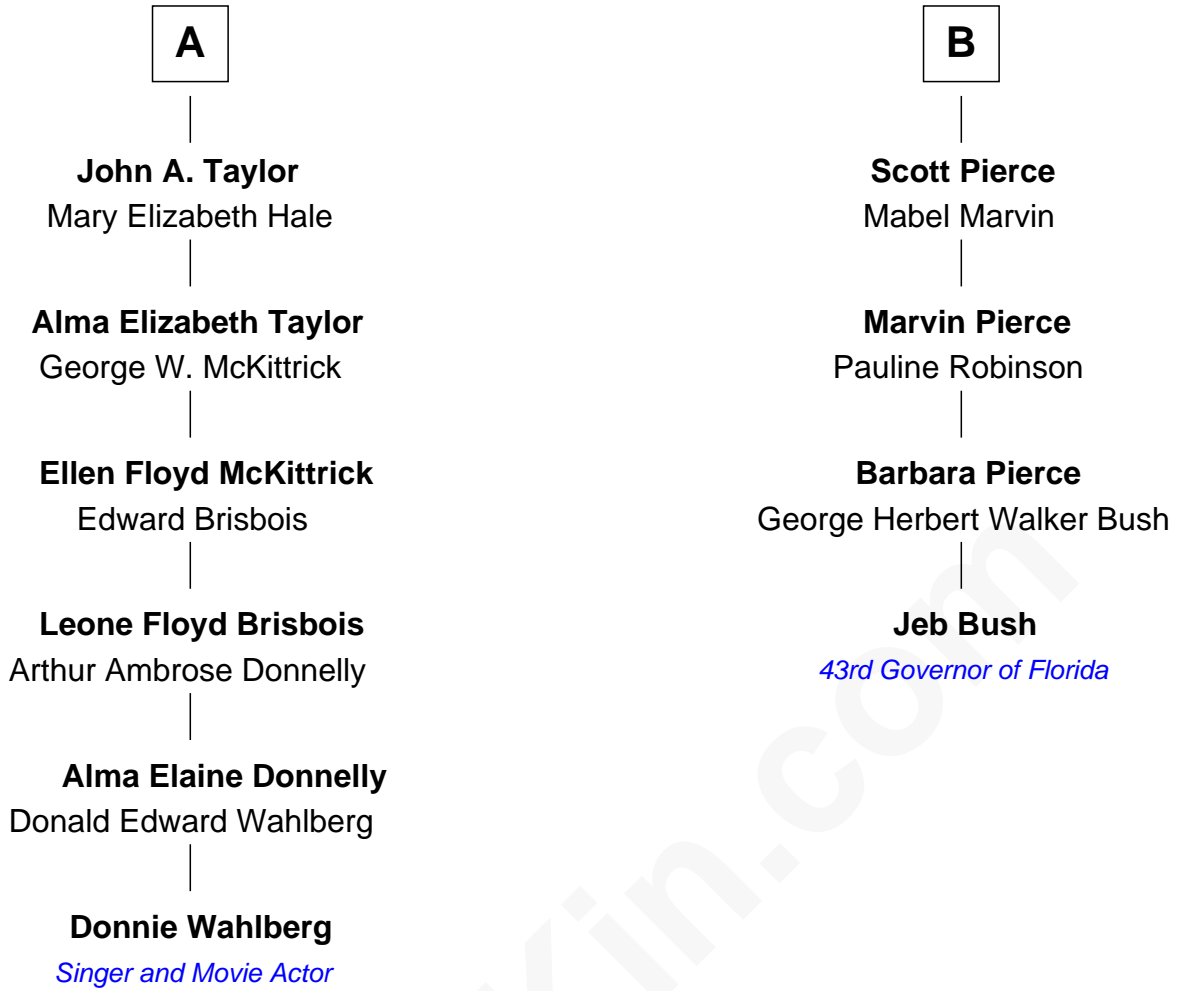 A
John A. Taylor
Mary Elizabeth Hale
Alma Elizabeth Taylor
George W. McKittrick
Ellen Floyd McKittrick
Edward Brisbois
Leone Floyd Brisbois
Arthur Ambrose Donnelly
Alma Elaine Donnelly
Donald Edward Wahlberg
Donnie Wahlberg
Singer and Movie Actor
B
Scott Pierce
Mabel Marvin
Marvin Pierce
Pauline Robinson
Barbara Pierce
George Herbert Walker Bush
Jeb Bush
43rd Governor of Florida
Kin.com